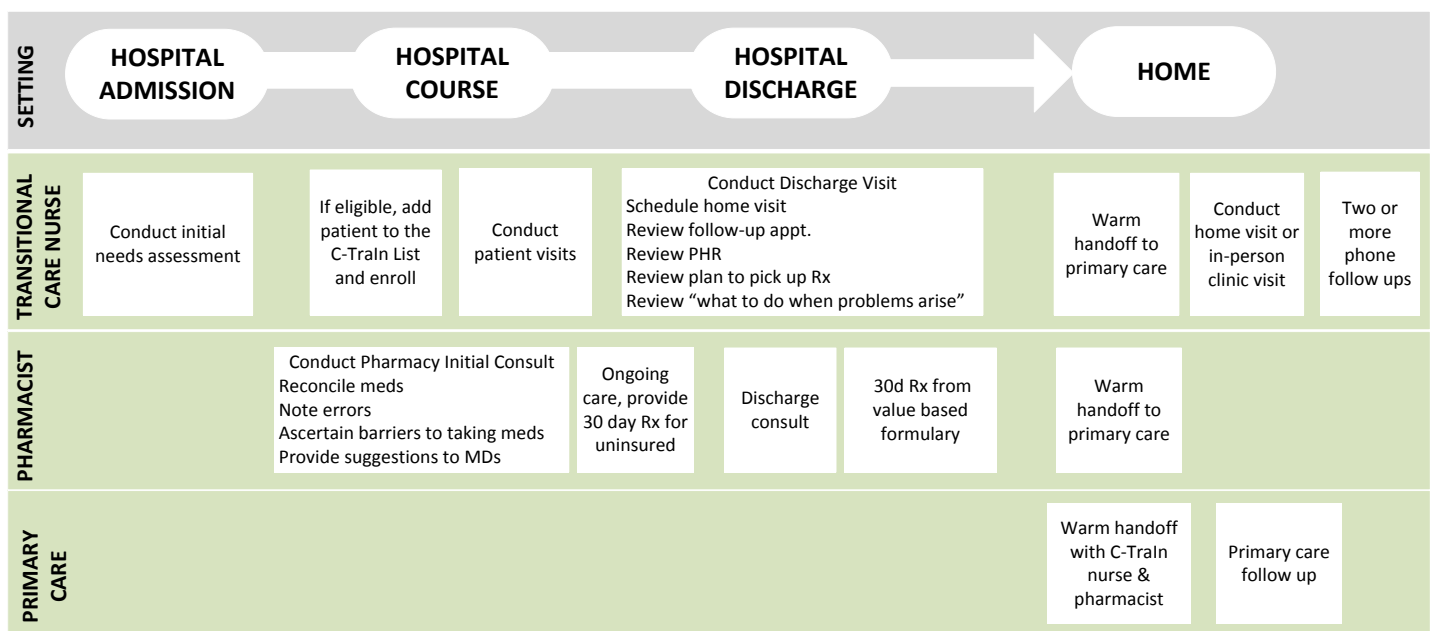 SETTING
HOSPITAL
ADMISSION
HOSPITAL
COURSE
HOSPITAL
DISCHARGE
HOME
TRANSITIONAL
CARE NURSE
Conduct initial
needs assessment
If eligible, add
patient to the
C-TraIn List
and enroll
Conduct
patient visits
Conduct Discharge Visit
Schedule home visit
Review follow-up appt.
Review PHR
Review plan to pick up Rx
Review “what to do when problems arise”
Warm
handoff to
primary care
Conduct
home visit or
in-person
clinic visit
Two or
more
phone
follow ups
PHARMACIST
Conduct Pharmacy Initial Consult
Reconcile meds
Note errors
Ascertain barriers to taking meds
Provide suggestions to MDs
Ongoing
care, provide
30 day Rx for
uninsured
Discharge
consult
30d Rx from
value based
formulary
Warm
handoff to
primary care
PRIMARY
CARE
Warm handoff
with C-TraIn
nurse &
pharmacist
Primary care
follow up